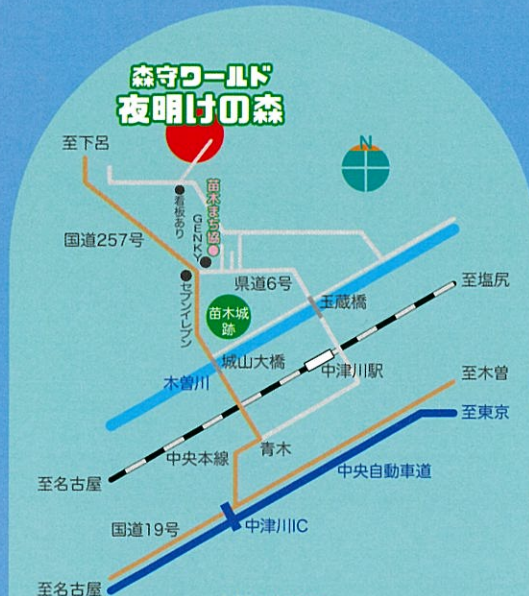 森守ワールド
夜明けの森
至下呂
N
看板あり
苗木まち協
GENKY
国道257号
県道6号
至塩尻
セブンイレブン
苗木城
跡
玉蔵橋
城山大橋
中津川駅
木曽川
至木曽
至東京
青木
中央本線
中央自動車道
至名古屋
国道19号
中津川IC
至名古屋